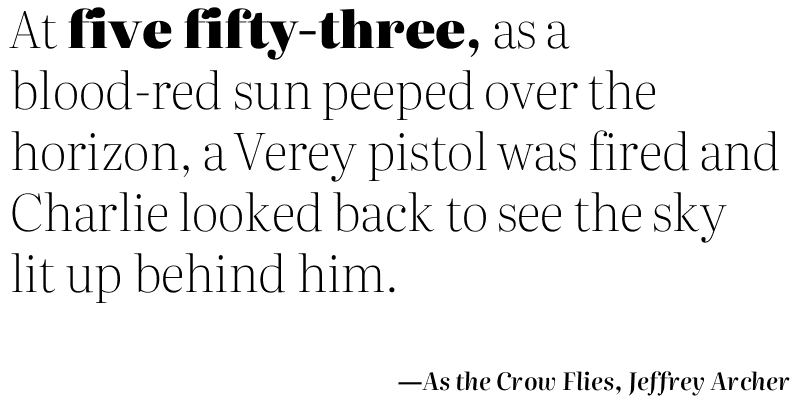 At five fifty-three, as a
blood-red sun peeped over the
horizon, a Verey pistol was fired and
Charlie looked back to see the sky
lit up behind him.
—As the Crow Flies, Jeffrey Archer